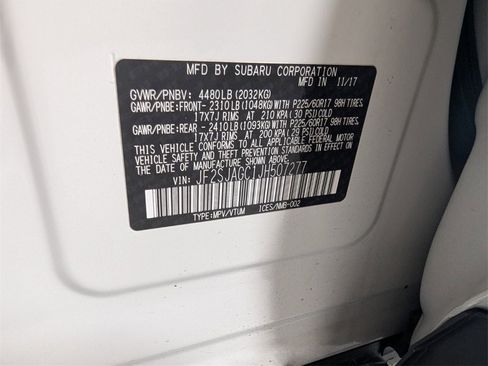 MFD BY SUBARU CORPORATION
MFD IN 11/17
GVWR/PNBV: 4480LB (2032KG)
GAWR/PNBE:FRONT- 2310LB (1048KG)WITH P225/60R17 98H TIRES,
17X7J RIMS AT 210 KPA (30 PSI)COLD
GAWR/PNBE:REAR - 2410LB (1093KG)WITH P225/60R17 98H TIRES,
17X7J RIMS AT 200 KPA (29 PSI)COLD
THIS VEHICLE CONFORMS TO ALL APPLICABLE FEDERAL MOTOR
VEHICLE SAFETY STANDARDS IN EFFECT ON
THE DATE OF MANUFACTURE SHOWN ABOVE.
VIN: JF2SJAGC1JH507277
TYPE:MPV/VTUM ICES/NMB-002